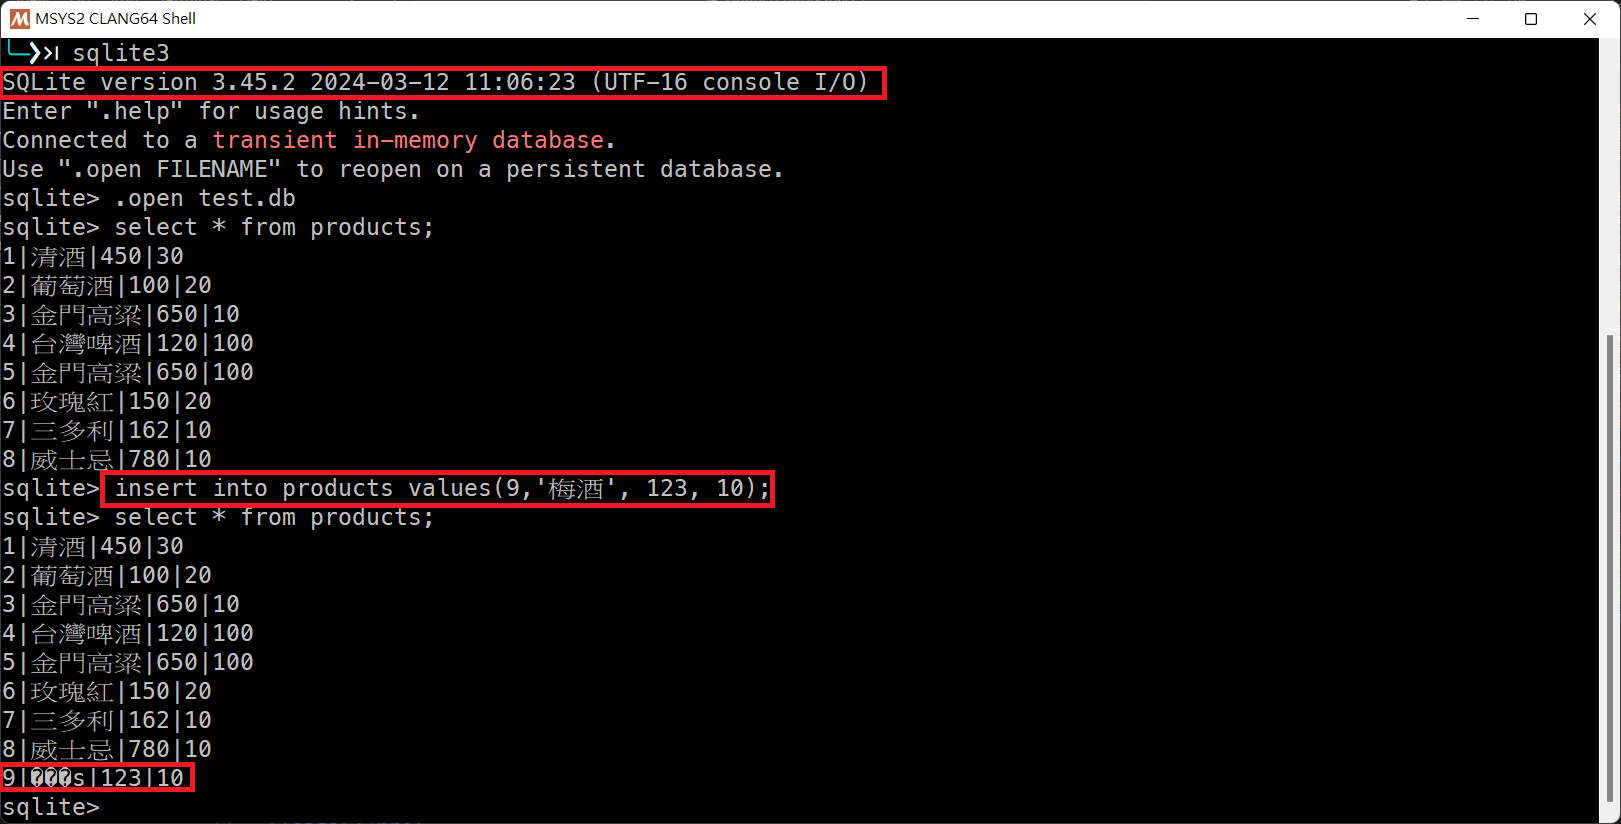 MSYS2 CLANG64 Shell
sqlite3
SQLite version 3.45.2 2024-03-12 11:06:23 (UTF-16 console I/O)
Enter ".help" for usage hints.
Connected to a transient in-memory database.
Use ".open FILENAME" to reopen on a persistent database.
sqlite> .open test.db
sqlite> select * from products;
1|清酒|450|30
2|葡萄酒|100|20
3|金門高粱|650|10
4|台灣啤酒|120|100
5|金門高粱|650|100
6|玫瑰紅|150|20
7|三多利|162|10
8|威士忌|780|10
sqlite> insert into products values(9,'梅酒', 123, 10);
sqlite> select * from products;
1|清酒|450|30
2|葡萄酒|100|20
3|金門高粱|650|10
4|台灣啤酒|120|100
5|金門高粱|650|100
6|玫瑰紅|150|20
7|三多利|162|10
8|威士忌|780|10
9|���s|123|10
sqlite>